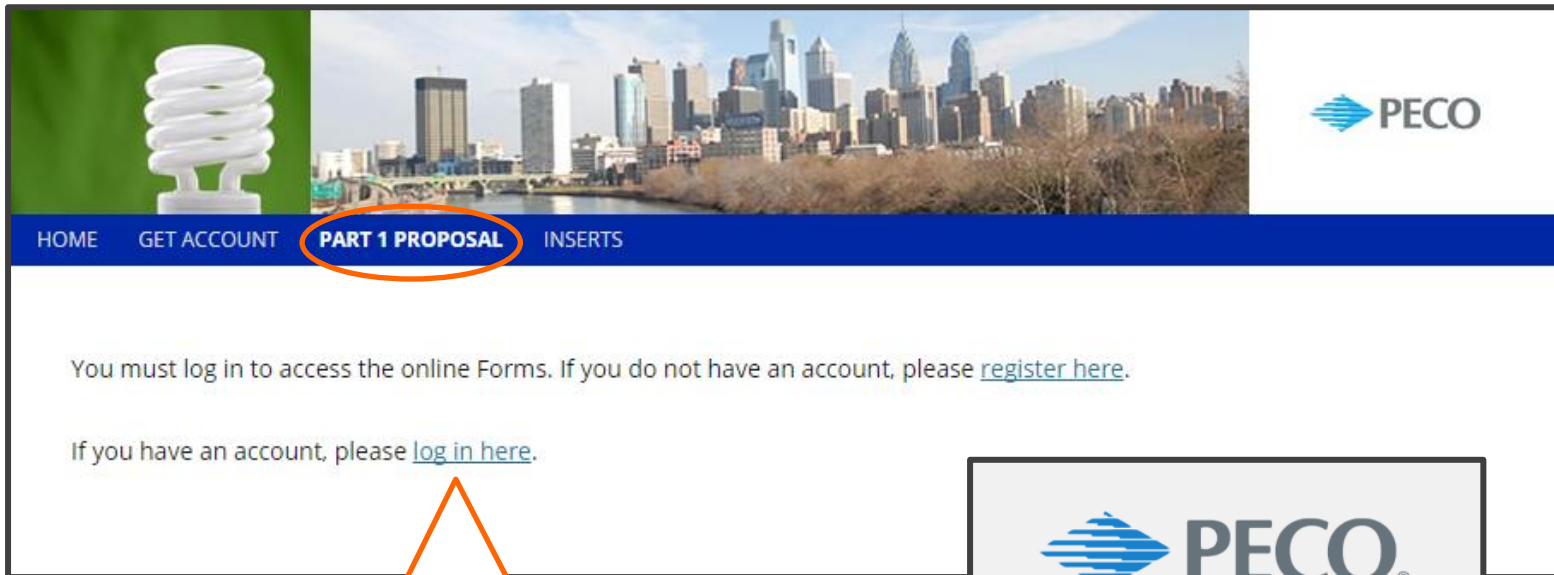 PECO
HOME GET ACCOUNT PART 1 PROPOSAL INSERTS
You must log in to access the online Forms. If you do not have an account, please register here.
If you have an account, please log in here.
PECO®